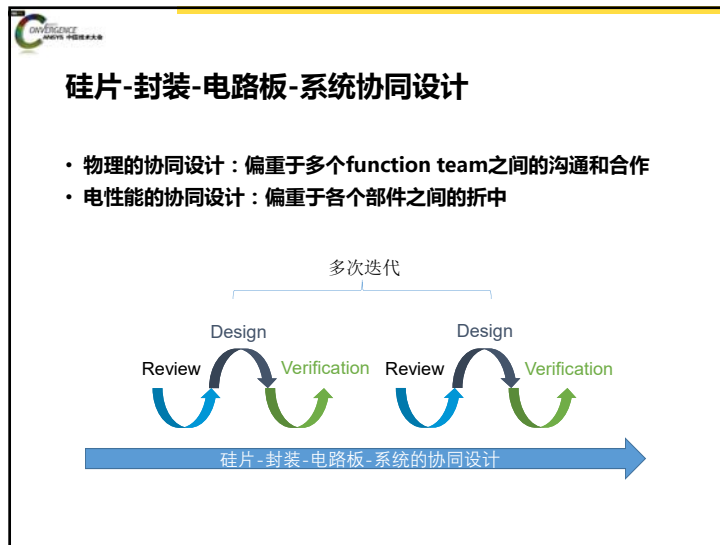 CONVERGENCE
ANSYS 中国技术大会
硅片-封装-电路板-系统协同设计
• 物理的协同设计：偏重于多个function team之间的沟通和合作
• 电性能的协同设计：偏重于各个部件之间的折中
多次迭代
Design
Design
Review
Verification
Review
Verification
硅片-封装-电路板-系统的协同设计